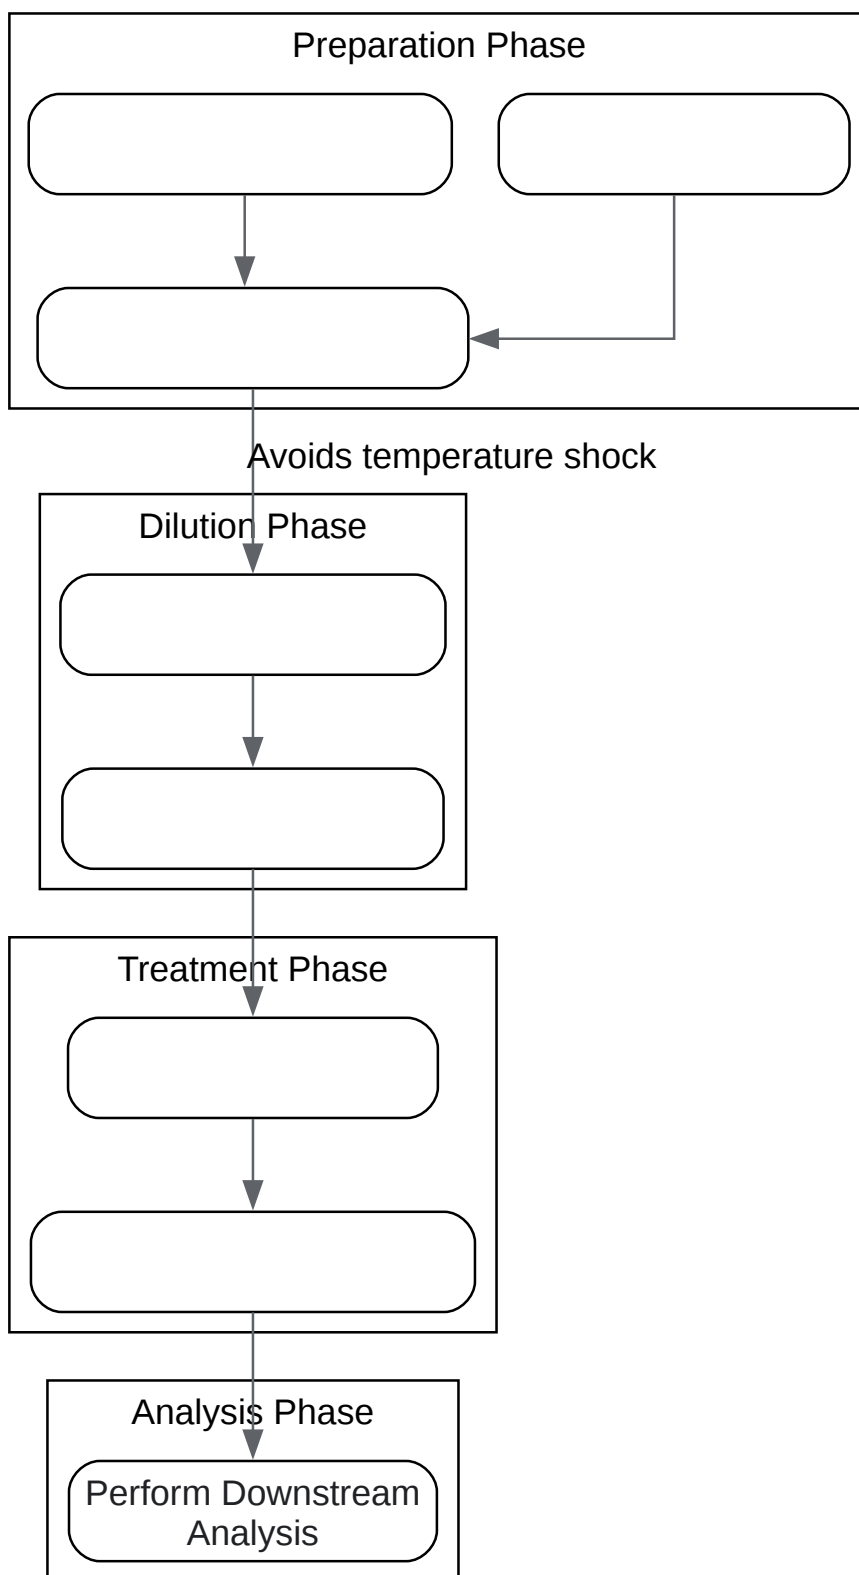 Preparation Phase
Avoids temperature shock
Dilution Phase
Treatment Phase
Analysis Phase
Perform Downstream
Analysis